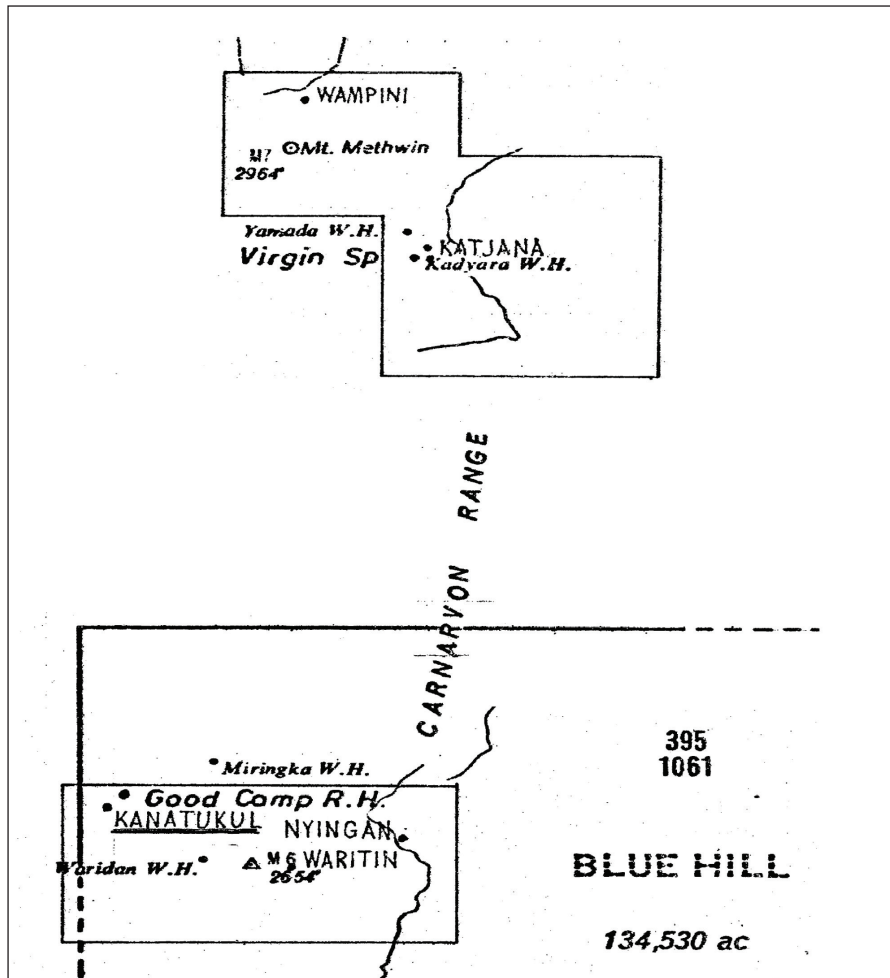 WAMPINI
Mt. Methwin
M7
2964'
Yamada W.H.
Virgin Sp
KATJANA
Kadyara W.H.
CARNARVON RANGE
395
1061
Miringka W.H.
Good Camp R.H.
KANATUKUL
NYINGAN
Waridan W.H.
M6
WARITIN
2654'
BLUE HILL
134,530 ac